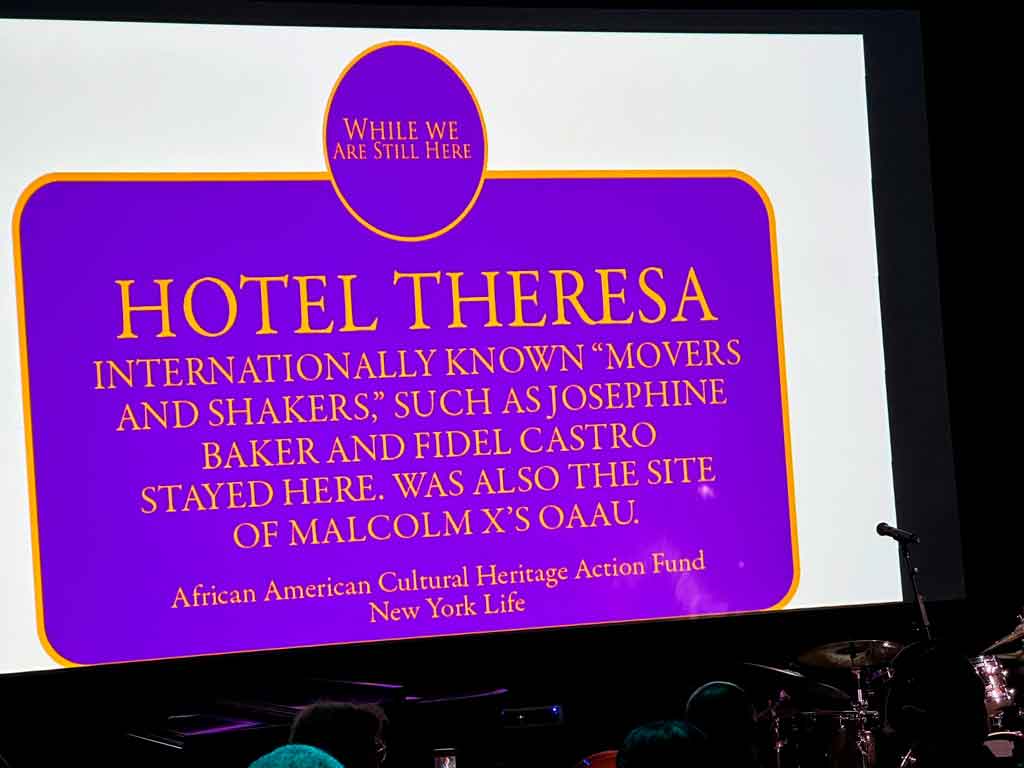 WHILE WE
ARE STILL HERE
HOTEL THERESA
INTERNATIONALLY KNOWN “MOVERS
AND SHAKERS,” SUCH AS JOSEPHINE
BAKER AND FIDEL CASTRO
STAYED HERE. WAS ALSO THE SITE
OF MALCOLM X’S OAAU.
African American Cultural Heritage Action Fund
New York Life